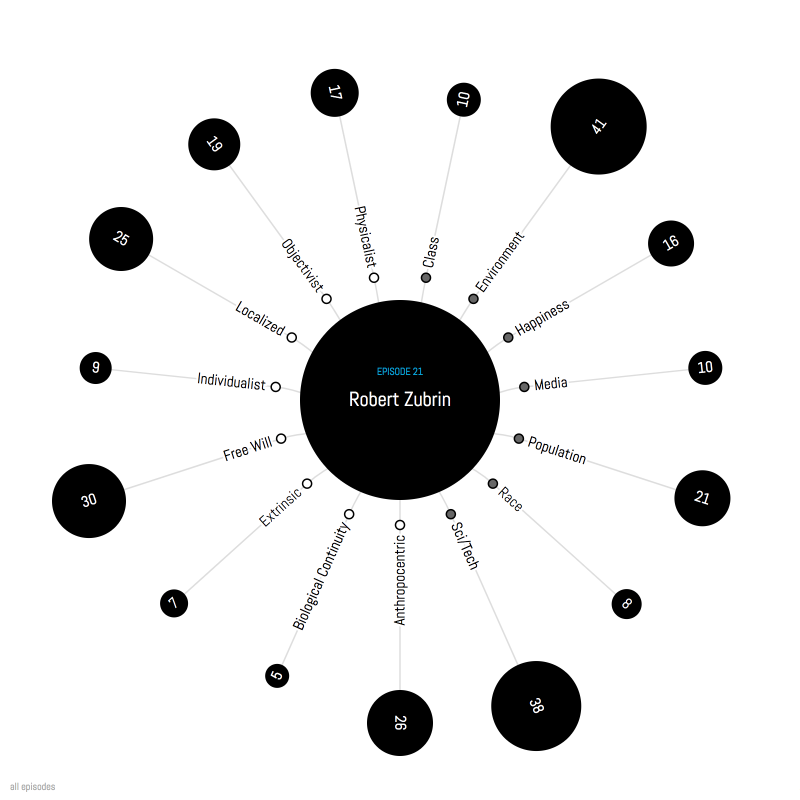 EPISODE 21
Robert Zubrin
Class
10
Environment
41
Happiness
16
Media
10
Population
21
Race
8
Sci/Tech
38
Anthropocentric
26
Biological Continuity
5
Extrinsic
7
Free Will
30
Individualist
9
Localized
25
Objectivist
19
Physicalist
17
all episodes